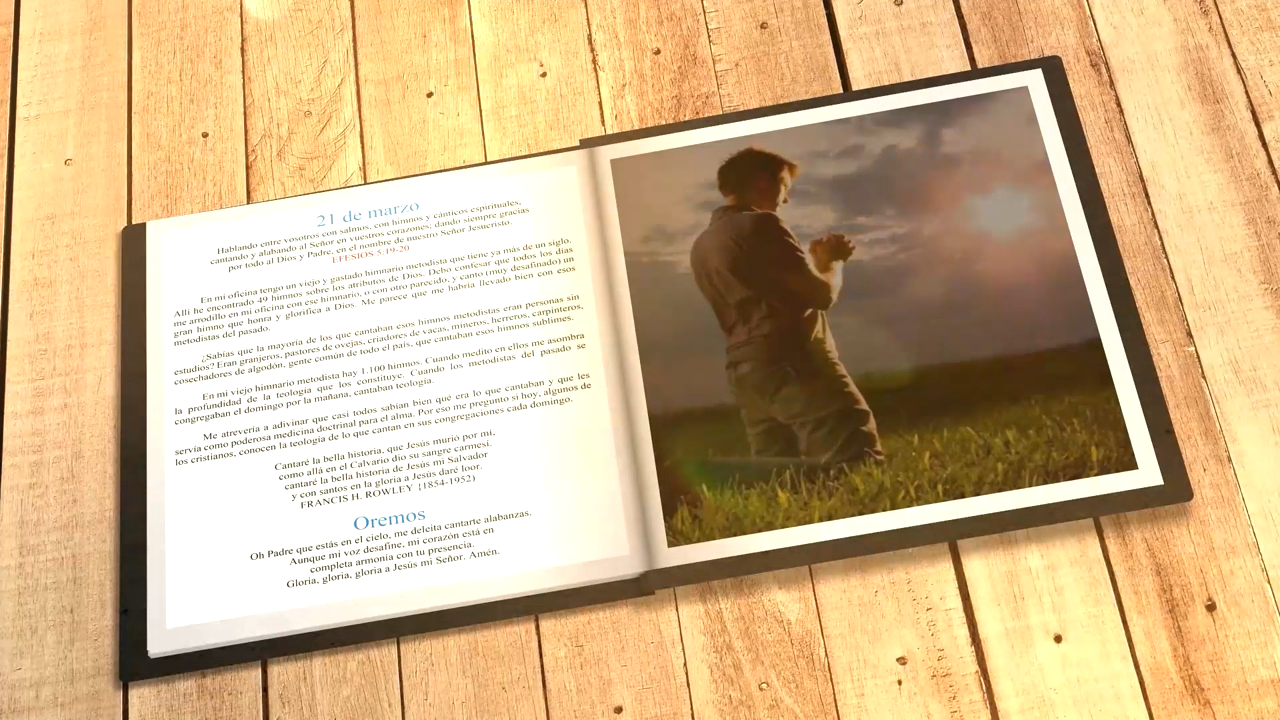 21 de marzo
Hablando entre vosotros con salmos, con himnos y cánticos espirituales,
cantando y alabando al Señor en vuestros corazones; dando siempre gracias
por todo al Dios y Padre, en el nombre de nuestro Señor Jesucristo.
EFESIOS 5:19-20
En mi oficina tengo un viejo y gastado himnario metodista que tiene ya más de un siglo.
Allí he encontrado 49 himnos sobre los atributos de Dios. Debo confesar que todos los días
me arrodillo en mi oficina con ese himnario, o con otro parecido, y canto (muy desafinado) un
gran himno que honra y glorifica a Dios. Me parece que me habría llevado bien con esos
metodistas del pasado.
¿Sabías que la mayoría de los que cantaban esos himnos metodistas eran personas sin
estudios? Eran granjeros, pastores de ovejas, criadores de vacas, mineros, herreros, carpinteros,
cosechadores de algodón, gente común de todo el país, que cantaban esos himnos sublimes.
En mi viejo himnario metodista hay 1.100 himnos. Cuando medito en ellos me asombra
la profundidad de la teología que los constituye. Cuando los metodistas del pasado se
congregaban el domingo por la mañana, cantaban teología.
Me atrevería a adivinar que casi todos sabían bien qué era lo que cantaban y que les
servía como poderosa medicina doctrinal para el alma. Por eso me pregunto si hoy, algunos de
los cristianos, conocen la teología de lo que cantan en sus congregaciones cada domingo.
Cantaré la bella historia, que Jesús murió por mi,
como allá en el Calvario dio su sangre carmesí.
cantaré la bella historia de Jesús mi Salvador
y con santos en la gloria a Jesús daré loor.
FRANCIS H. ROWLEY {1854-1952)
Oremos
Oh Padre que estás en el cielo, me deleita cantarte alabanzas.
Aunque mi voz desafine, mi corazón está en
completa armonía con tu presencia.
Gloria, gloria, gloria a Jesús mi Señor. Amén.